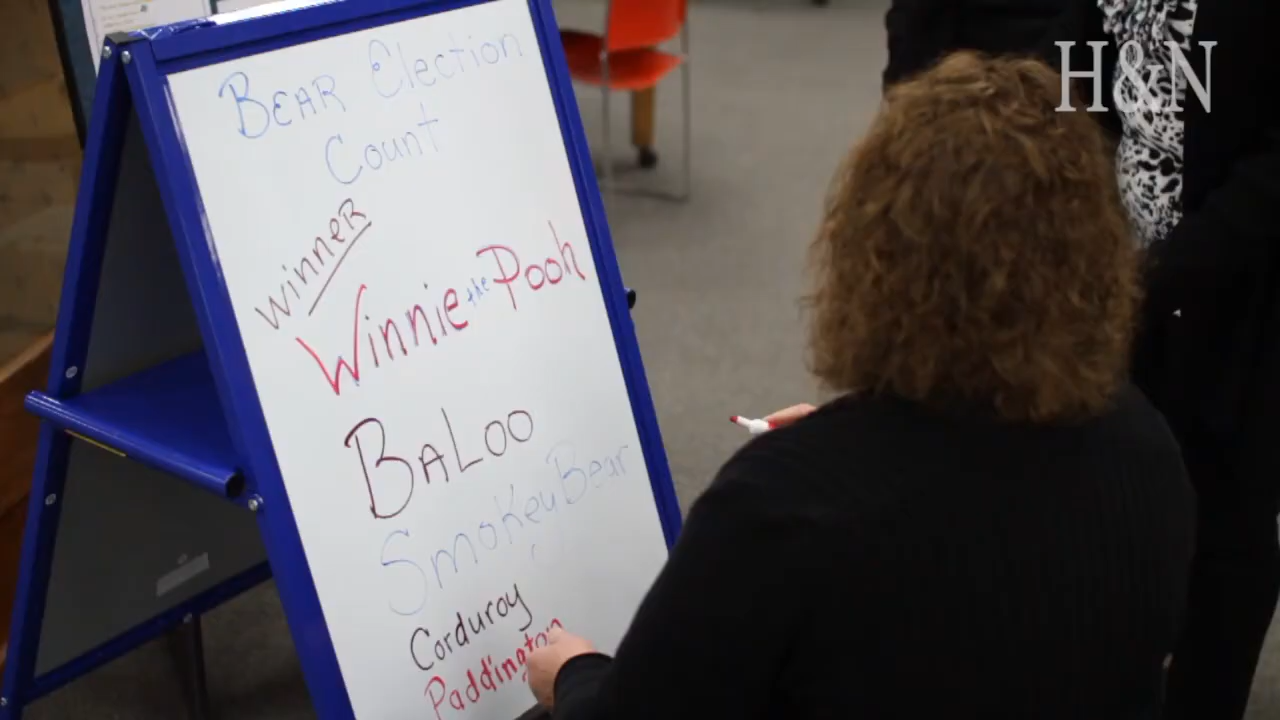 H&N
BEAR Election
Count
WinneR
Winnie the Pooh
BALOO
Smokey Bear
Corduroy
Paddington